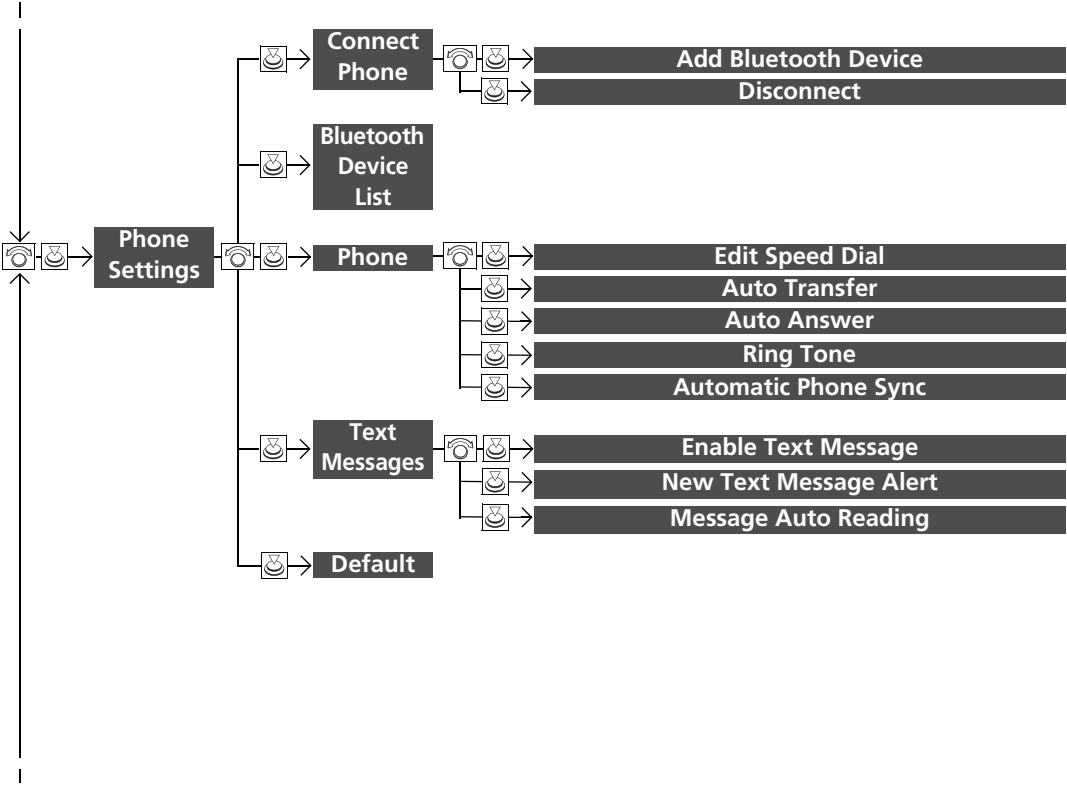 Connect
Phone
Add Bluetooth Device
Disconnect
Bluetooth
Device
List
Phone
Settings
Phone
Edit Speed Dial
Auto Transfer
Auto Answer
Ring Tone
Automatic Phone Sync
Text
Messages
Enable Text Message
New Text Message Alert
Message Auto Reading
Default